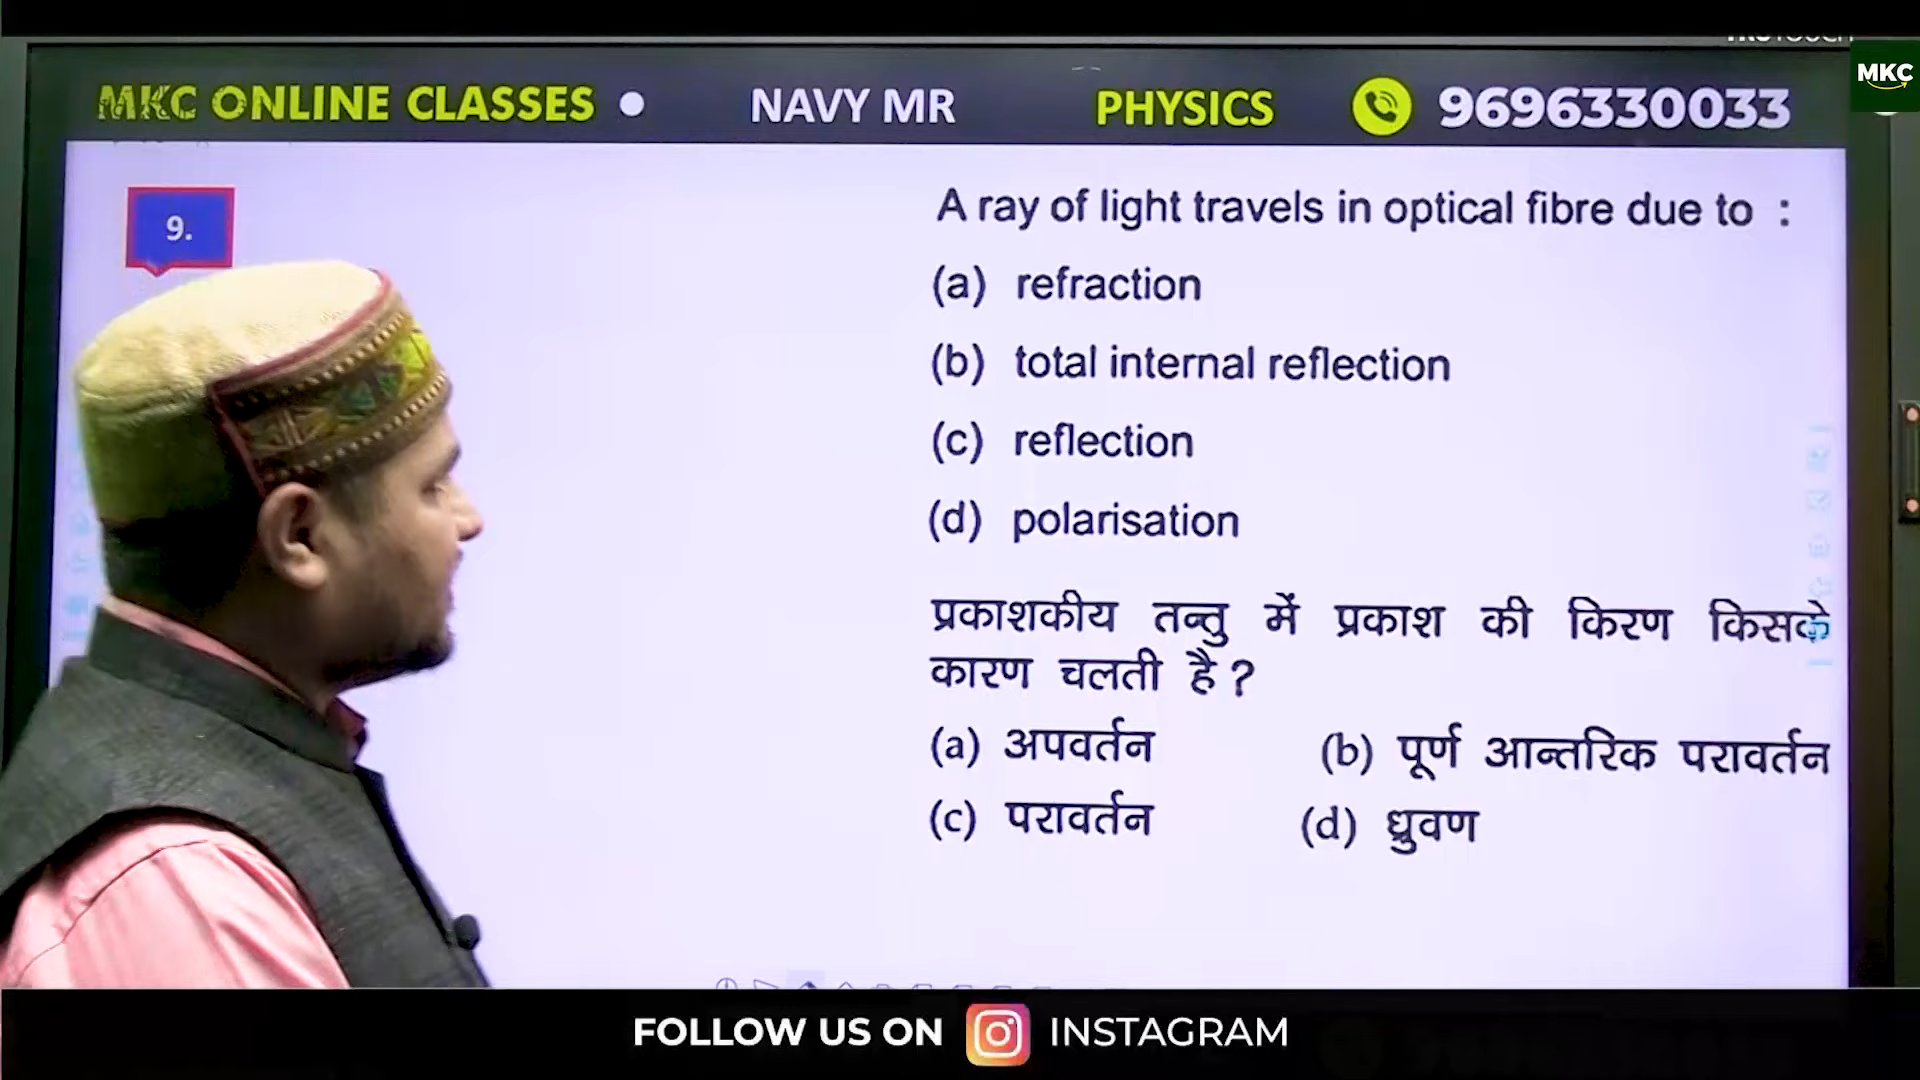 MKC ONLINE CLASSES • NAVY MR PHYSICS 9696330033
MKC
9.
A ray of light travels in optical fibre due to :
(a) refraction
(b) total internal reflection
(c) reflection
(d) polarisation
प्रकाशकीय तन्तु में प्रकाश की किरण किसके
कारण चलती है ?
(a) अपवर्तन (b) पूर्ण आन्तरिक परावर्तन
(c) परावर्तन (d) ध्रुवण
FOLLOW US ON INSTAGRAM